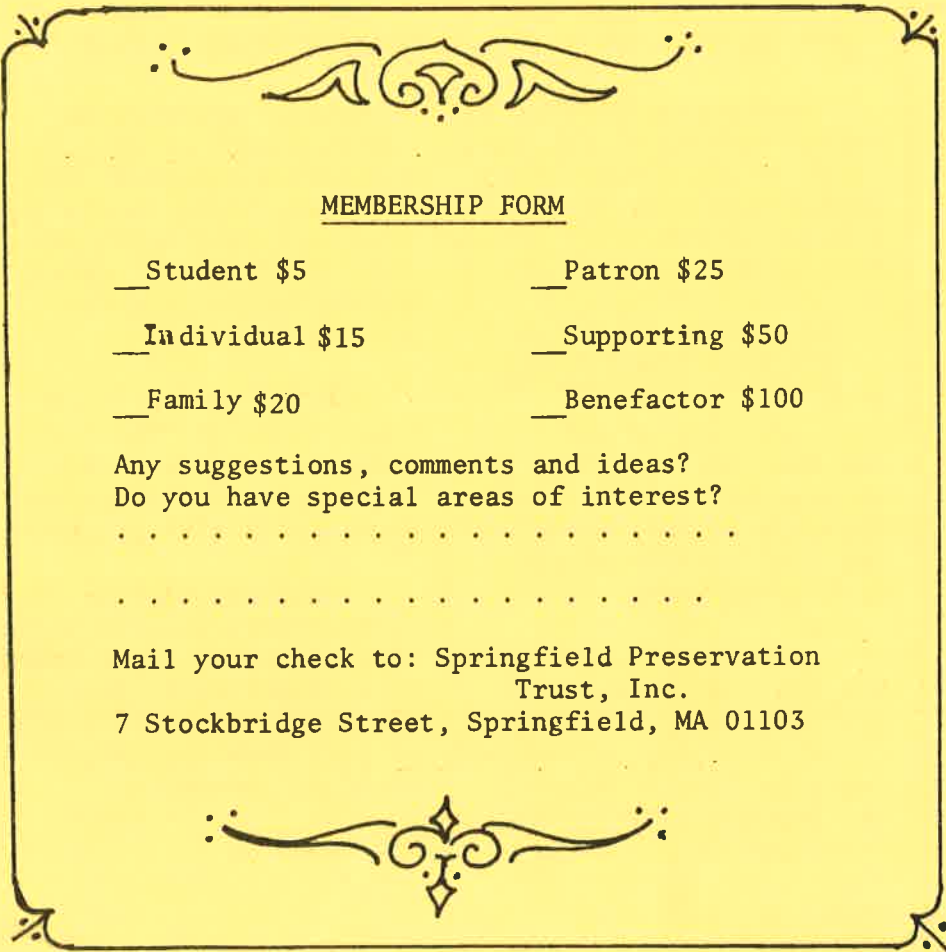 MEMBERSHIP FORM
__Student $5 __Patron $25
__Individual $15 __Supporting $50
__Family $20 __Benefactor $100
Any suggestions, comments and ideas?
Do you have special areas of interest?
. . . . . . . . . . . . . . . . . . . . . .
. . . . . . . . . . . . . . . . . . . . .
Mail your check to: Springfield Preservation
Trust, Inc.
7 Stockbridge Street, Springfield, MA 01103